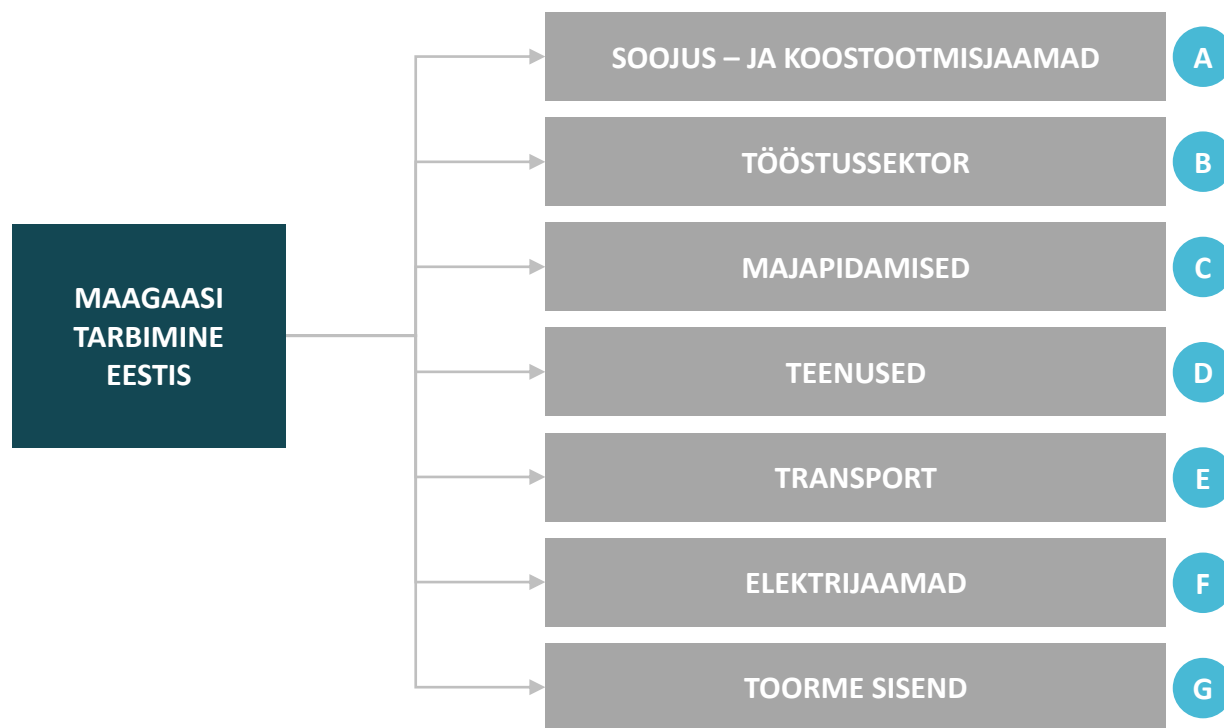 SOOJUS – JA KOOSTOOTMISJAAMAD
A
TÖÖSTUSSEKTOR
B
MAJAPIDAMISED
C
MAAGAASI
TARBIMINE
EESTIS
TEENUSED
D
TRANSPORT
E
ELEKTRIJAAMAD
F
TOORME SISEND
G